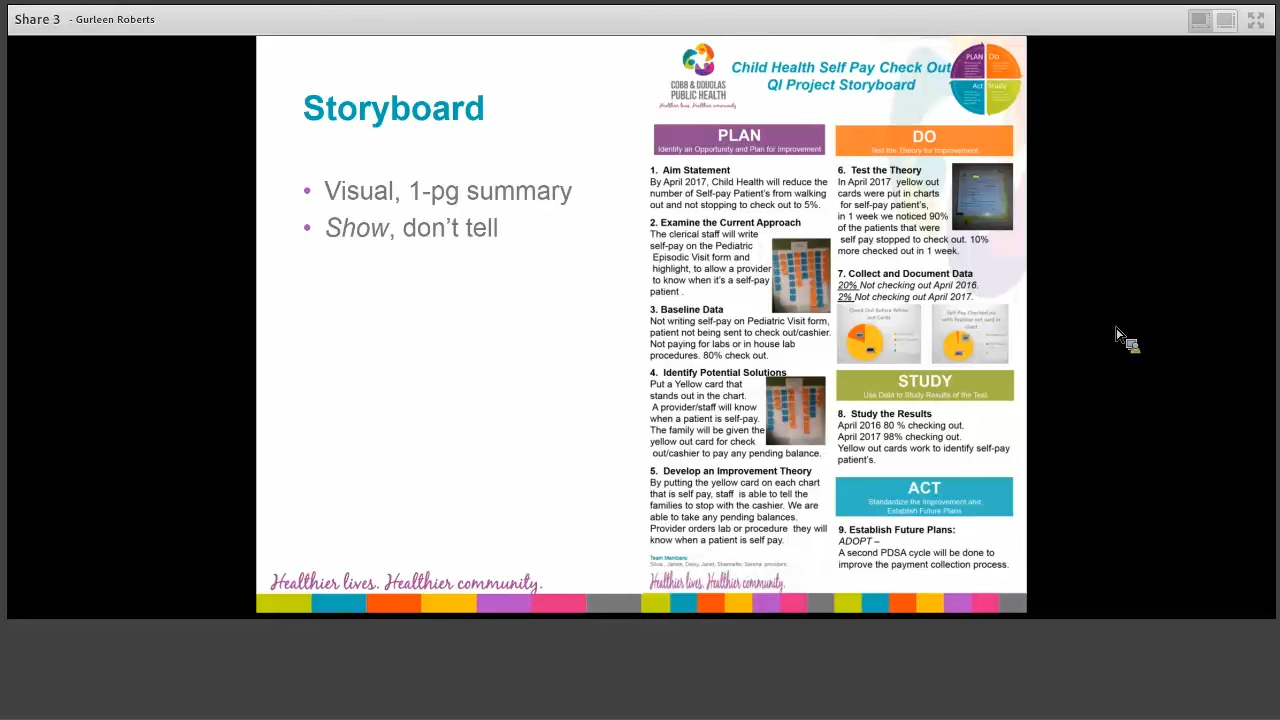 Share 3 - Gurleen Roberts
Storyboard
• Visual, 1-pg summary
• Show, don't tell
Healthier lives. Healthier community.
COBB & DOUGLAS
PUBLIC HEALTH
Healthier lives. Healthier community.
Child Health Self Pay Check Out
QI Project Storyboard
PLAN
Do
Act
Study
PLAN
Identify an Opportunity and Plan for Improvement
1. Aim Statement
By April 2017, Child Health will reduce the
number of Self-pay Patient's from walking
out and not stopping to check out to 5%.
2. Examine the Current Approach
The clerical staff will write
self-pay on the Pediatric
Episodic Visit form and
highlight, to allow a provider
to know when it's a self-pay
patient .
3. Baseline Data
Not writing self-pay on Pediatric Visit form,
patient not being sent to check out/cashier.
Not paying for labs or in house lab
procedures. 80% check out.
4. Identify Potential Solutions
Put a Yellow card that
stands out in the chart.
A provider/staff will know
when a patient is self-pay.
The family will be given the
yellow out card for check
out/cashier to pay any pending balance.
5. Develop an Improvement Theory
By putting the yellow card on each chart
that is self pay, staff is able to tell the
families to stop with the cashier. We are
able to take any pending balances.
Provider orders lab or procedure they will
know when a patient is self pay.
Team Members:
Healthier lives. Healthier community.
DO
Test the Theory for Improvement
6. Test the Theory
In April 2017 yellow out
cards were put in charts
for self-pay patient's,
in 1 week we noticed 90%
of the patients that were
self pay stopped to check out. 10%
more checked out in 1 week.
7. Collect and Document Data
20% Not checking out April 2016.
2% Not checking out April 2017.
STUDY
Use Data to Study Results of the Test
8. Study the Results
April 2016 80 % checking out.
April 2017 98% checking out.
Yellow out cards work to identify self-pay
patient's.
ACT
Standardize the Improvement and
Establish Future Plans
9. Establish Future Plans:
ADOPT –
A second PDSA cycle will be done to
improve the payment collection process.